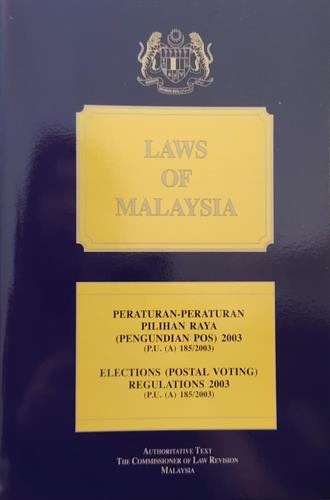 LAWS
OF
MALAYSIA
PERATURAN-PERATURAN
PILIHAN RAYA
(PENGUNDIAN POS) 2003
(P.U. (A) 185/2003)
ELECTIONS (POSTAL VOTING)
REGULATIONS 2003
(P.U. (A) 185/2003)
AUTHORITATIVE TEXT
THE COMMISSIONER OF LAW REVISION
MALAYSIA